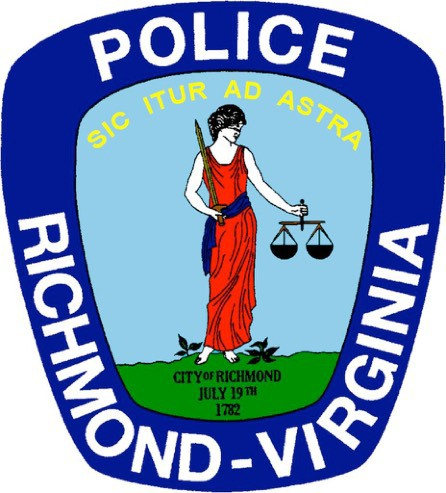 POLICE
SIC ITUR AD ASTRA
CITY OF RICHMOND
JULY 19TH
1782
RICHMOND-VIRGINIA